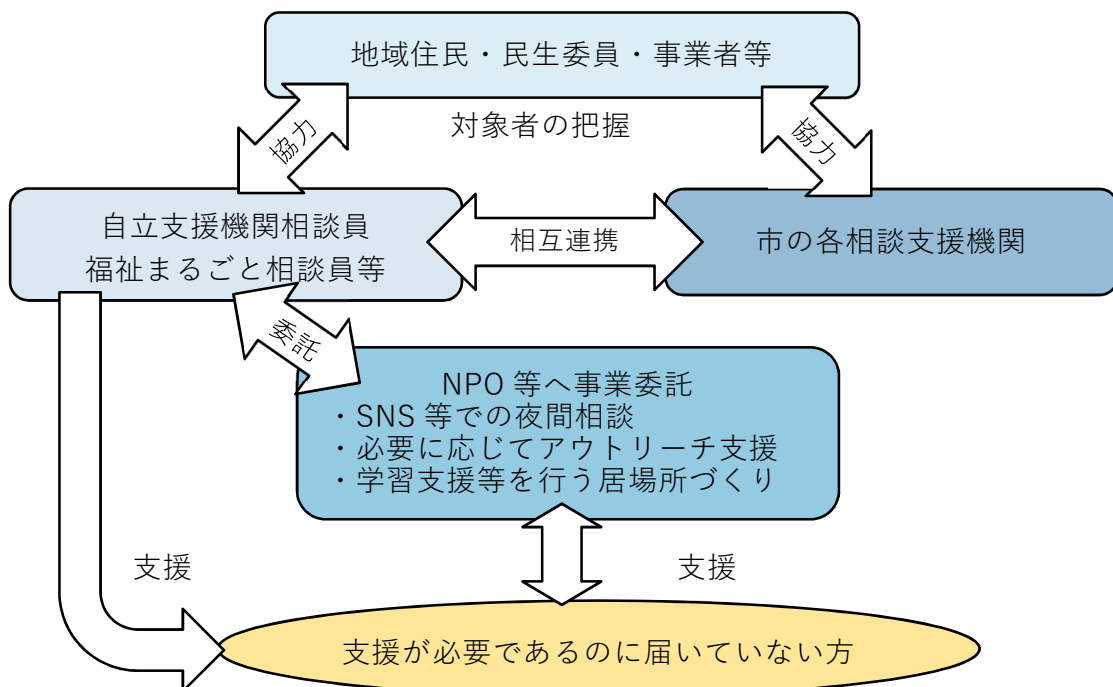 地域住民・民生委員・事業者等
対象者の把握
協力
協力
自立支援機関相談員
福祉まるごと相談員等
相互連携
市の各相談支援機関
委託
NPO 等へ事業委託
・SNS 等での夜間相談
・必要に応じてアウトリーチ支援
・学習支援等を行う居場所づくり
支援
支援
支援が必要であるのに届いていない方